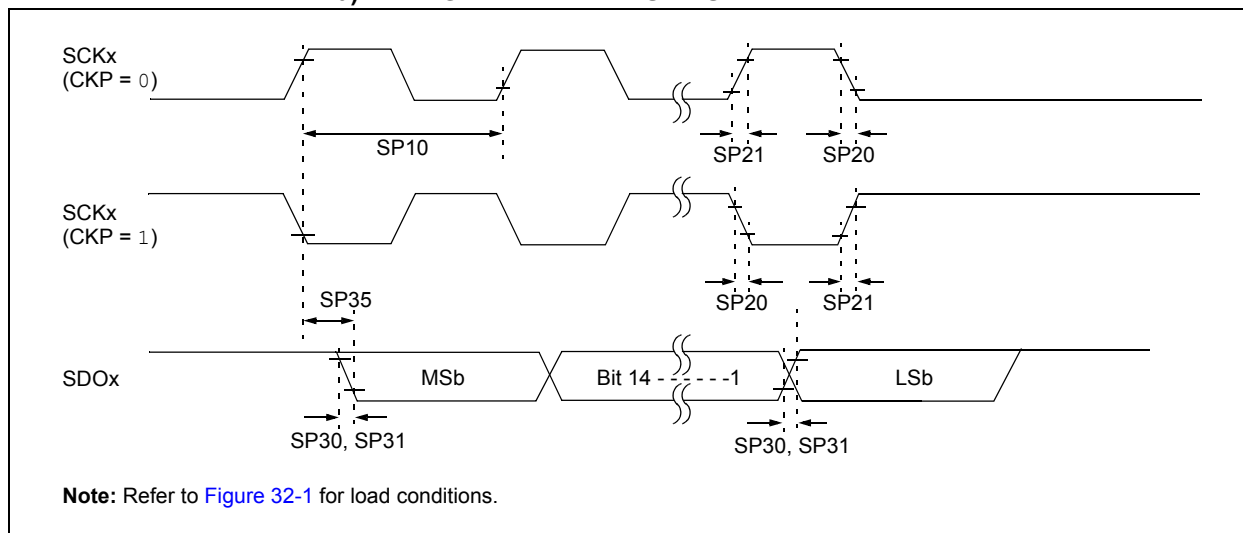 SCKx
(CKP = 0)
SP10
SP21
SP20
SCKx
(CKP = 1)
SP35
SP20
SP21
SDOx
MSb
Bit 14 - - - - - -1
LSb
SP30, SP31
SP30, SP31
Note: Refer to Figure 32-1 for load conditions.